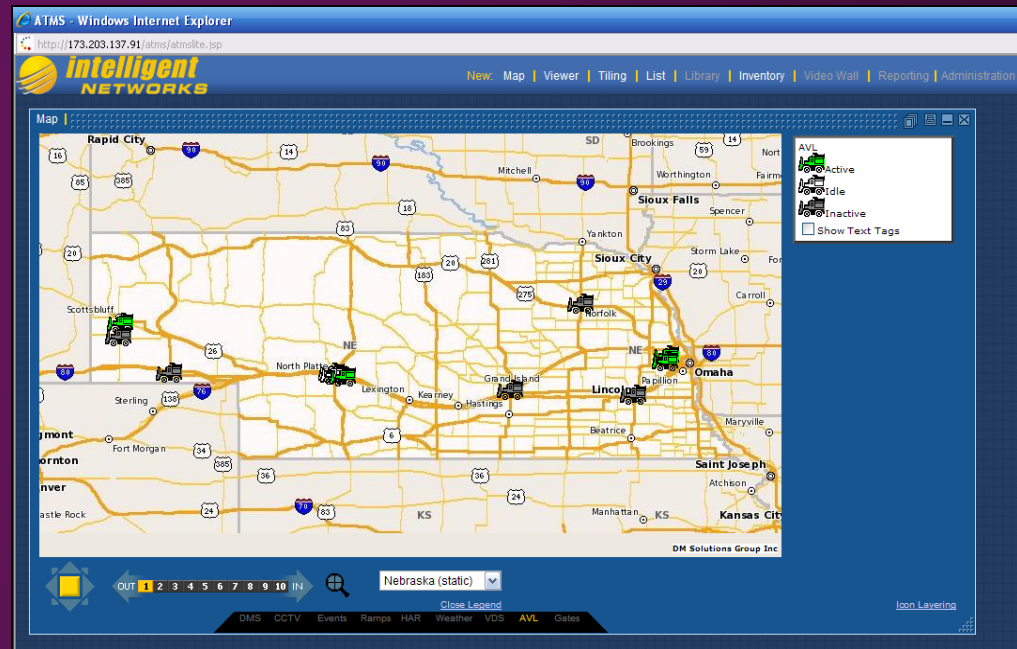 ATMS - Windows Internet Explorer
http://173.203.137.91/atms/atmslite.jsp
intelligent
NETWORKS
New: Map | Viewer | Tiling | List | Library | Inventory | Video Wall | Reporting | Administration
Map
Rapid City
90
14
SD
Brookings
14
16
90
59
Nort
Mitchell
Worthington
Fairm
85
385
90
Sioux Falls
18
Spencer
83
Yankton
20
Sioux City
Storm Lake
For
20
281
183
20
29
275
Carroll
Scottsbluff
Norfolk
NE
NE
26
80
North Platte
80
Omaha
Grand Island
Papillion
76
Lexington
Lincoln
Sterling
138
Kearney
Hastings
Maryville
gmont
6
Beatrice
Fort Morgan
34
ornton
385
Saint Joseph
36
36
Atchison
nver
24
70
83
24
astle Rock
KS
Manhattan
KS
Kansas City
DM Solutions Group Inc
AVL
Active
Idle
Inactive
Show Text Tags
OUT 1 2 3 4 5 6 7 8 9 10 IN
Nebraska (static)
Close Legend
Icon Layering
DMS CCTV Events Ramps HAR Weather VDS AVL Gates